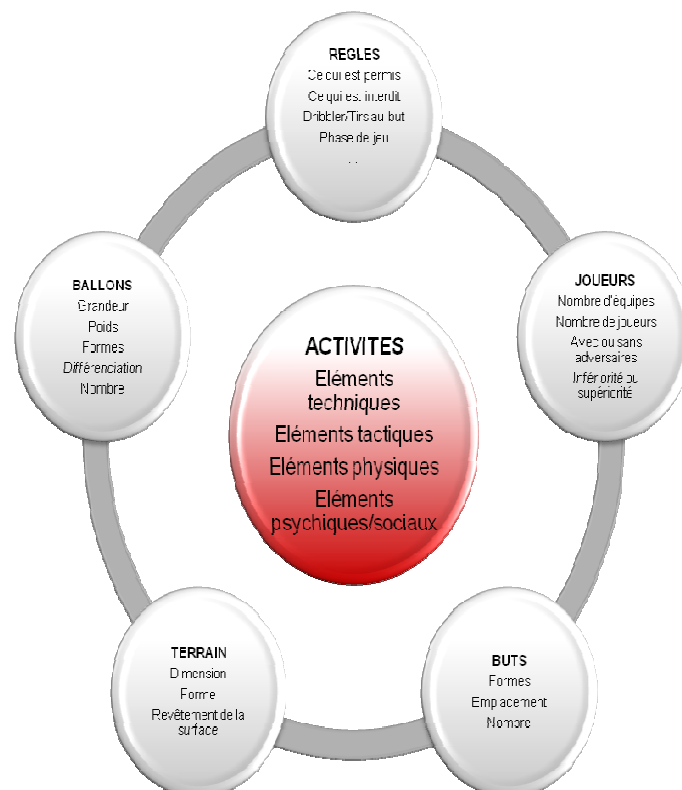 REGLES
Ce qui est permis
Ce qui est interdit
Dribbler/Tirs au but
Phase de jeu
...
JOUEURS
Nombre d'équipes
Nombre de joueurs
Avec ou sans
adversaires
Infériorité ou
supériorité
BUTS
Formes
Emplacement
Nombre
TERRAIN
Dimension
Forme
Revêtement de la
surface
BALLONS
Grandeur
Poids
Formes
Différenciation
Nombre
ACTIVITES
Eléments
techniques
Eléments tactiques
Eléments physiques
Eléments
psychiques/sociaux